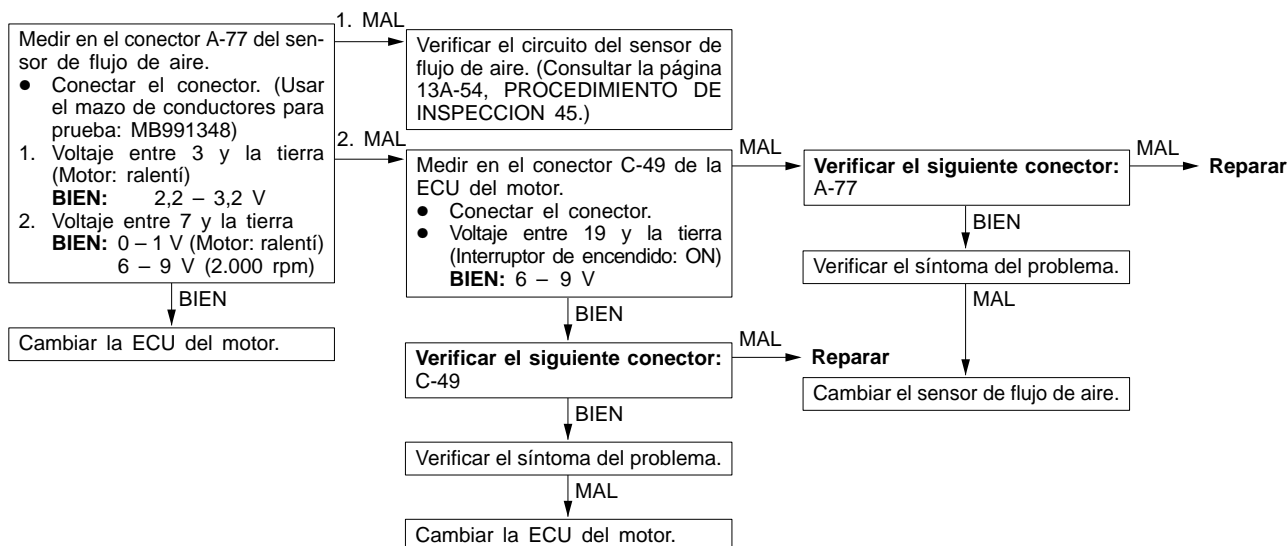 Medir en el conector A-77 del sen-
sor de flujo de aire.
● Conectar el conector. (Usar
el mazo de conductores para
prueba: MB991348)
1. Voltaje entre 3 y la tierra
(Motor: ralentí)
BIEN: 2,2 – 3,2 V
2. Voltaje entre 7 y la tierra
BIEN: 0 – 1 V (Motor: ralentí)
6 – 9 V (2.000 rpm)
BIEN
Cambiar la ECU del motor.
1. MAL
Verificar el circuito del sensor de
flujo de aire. (Consultar la página
13A-54, PROCEDIMIENTO DE
INSPECCION 45.)
2. MAL
Medir en el conector C-49 de la
ECU del motor.
● Conectar el conector.
● Voltaje entre 19 y la tierra
(Interruptor de encendido: ON)
BIEN: 6 – 9 V
BIEN
Verificar el siguiente conector:
C-49
MAL
Reparar
BIEN
Verificar el síntoma del problema.
MAL
Cambiar la ECU del motor.
MAL
Verificar el siguiente conector:
A-77
MAL
Reparar
BIEN
Verificar el síntoma del problema.
MAL
Cambiar el sensor de flujo de aire.